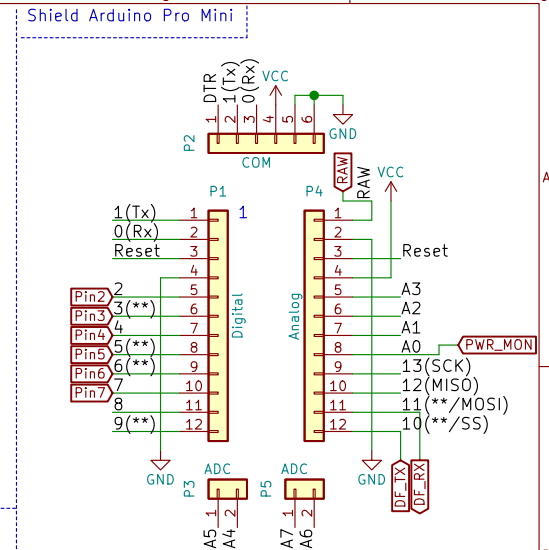 Shield Arduino Pro Mini
DTR
1(Tx)
0(Rx)
VCC
1
2
3
4
5
6
GND
P2
COM
RAW
RAW
VCC
P1
1
P4
1(Tx) 1
0(Rx) 2
Reset 3
4
Pin2 2 5
Pin3 3(**) 6
Pin4 4 7
Pin5 5(**) 8
Pin6 6(**) 9
Pin7 7 10
8 11
9(**) 12
Digital
Analog
1
2
3 Reset
4
5 A3
6 A2
7 A1
8 A0 PWR_MON
9 13(SCK)
10 12(MISO)
11 11(**/MOSI)
12 10(**/SS)
GND
GND
DF_TX
DF_RX
P3
ADC
1
2
A5
A4
P5
ADC
1
2
A7
A6
A